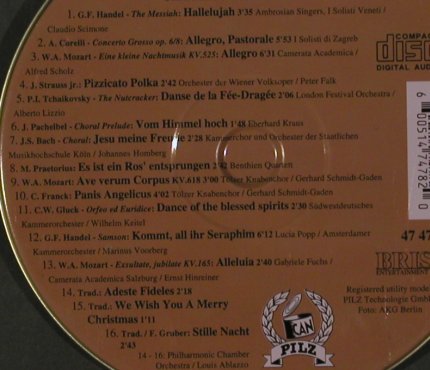 1. G.F. Handel - The Messiah: Hallelujah 3'35 Ambrosian Singers, I Solisti Veneti /
Claudio Scimone
2. A. Corelli - Concerto Grosso op. 6/8: Allegro, Pastorale 5'53 I Solisti di Zagreb
3. W.A. Mozart - Eine kleine Nachtmusik KV.525: Allegro 6'31 Camerata Academica /
Alfred Scholz
4. J. Strauss jr.: Pizzicato Polka 2'42 Orchester der Wiener Volksoper / Peter Falk
5. P.I. Tchaikovsky - The Nutcracker: Danse de la Fée-Dragée 2'06 London Festival Orchestra /
Alberto Lizzio
6. J. Pachelbel - Choral Prelude: Vom Himmel hoch 1'48 Eberhard Kraus
7. J.S. Bach - Choral: Jesu meine Freude 2'28 Kammerchor und Orchester der Staatlichen
Musikhochschule Köln / Johannes Homberg
8. M. Praetorius: Es ist ein Ros' entsprungen 2'42 Benthien Quartett
9. W.A. Mozart: Ave verum Corpus KV.618 3'00 Tölzer Knabenchor / Gerhard Schmidt-Gaden
10. C. Franck: Panis Angelicus 4'02 Tölzer Knabenchor / Gerhard Schmidt-Gaden
11. C.W. Gluck - Orfeo ed Euridice: Dance of the blessed spirits 2'30 Südwestdeutsches
Kammerorchester / Wilhelm Keitel
12. G.F. Handel - Samson: Kommt, all ihr Seraphim 6'12 Lucia Popp / Amsterdamer
Kammerorchester / Marinus Voorberg
13. W.A. Mozart - Exsultate, jubilate KV.165: Alleluia 2'40 Gabriele Fuchs /
Camerata Academica Salzburg / Ernst Hinreiner
14. Trad.: Adeste Fideles 2'18
15. Trad.: We Wish You A Merry
Christmas 1'11
16. Trad. / F. Gruber: Stille Nacht
2'43
14 - 16: Philharmonic Chamber
Orchestra / Louis Ablazzo
COMPAC
disc
DIGITAL AUDIO
6 005147 77820
47 47
BRIS
ENTERTAINMENT
Registered utility mode
PILZ Technologie GmbH
Foto: AKG Berlin
CAN
PILZ